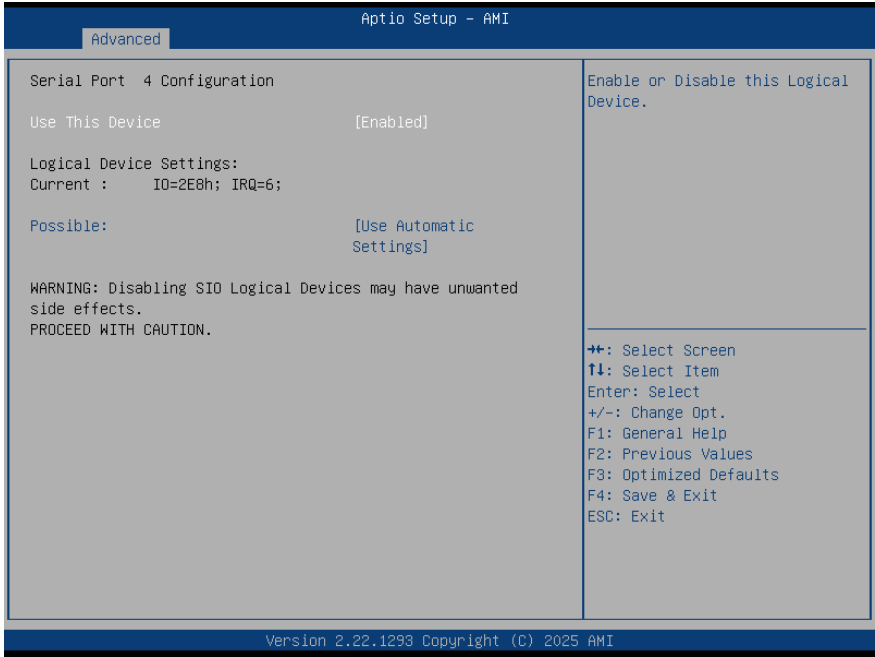 Aptio Setup – AMI
Advanced
Serial Port  4 Configuration
Use This Device [Enabled]
Logical Device Settings:
Current :  IO=2E8h; IRQ=6;
Possible: [Use Automatic
Settings]
WARNING: Disabling SIO Logical Devices may have unwanted
side effects.
PROCEED WITH CAUTION.
Enable or Disable this Logical
Device.
→←: Select Screen
↑↓: Select Item
Enter: Select
+/-: Change Opt.
F1: General Help
F2: Previous Values
F3: Optimized Defaults
F4: Save & Exit
ESC: Exit
Version 2.22.1293 Copyright (C) 2025 AMI